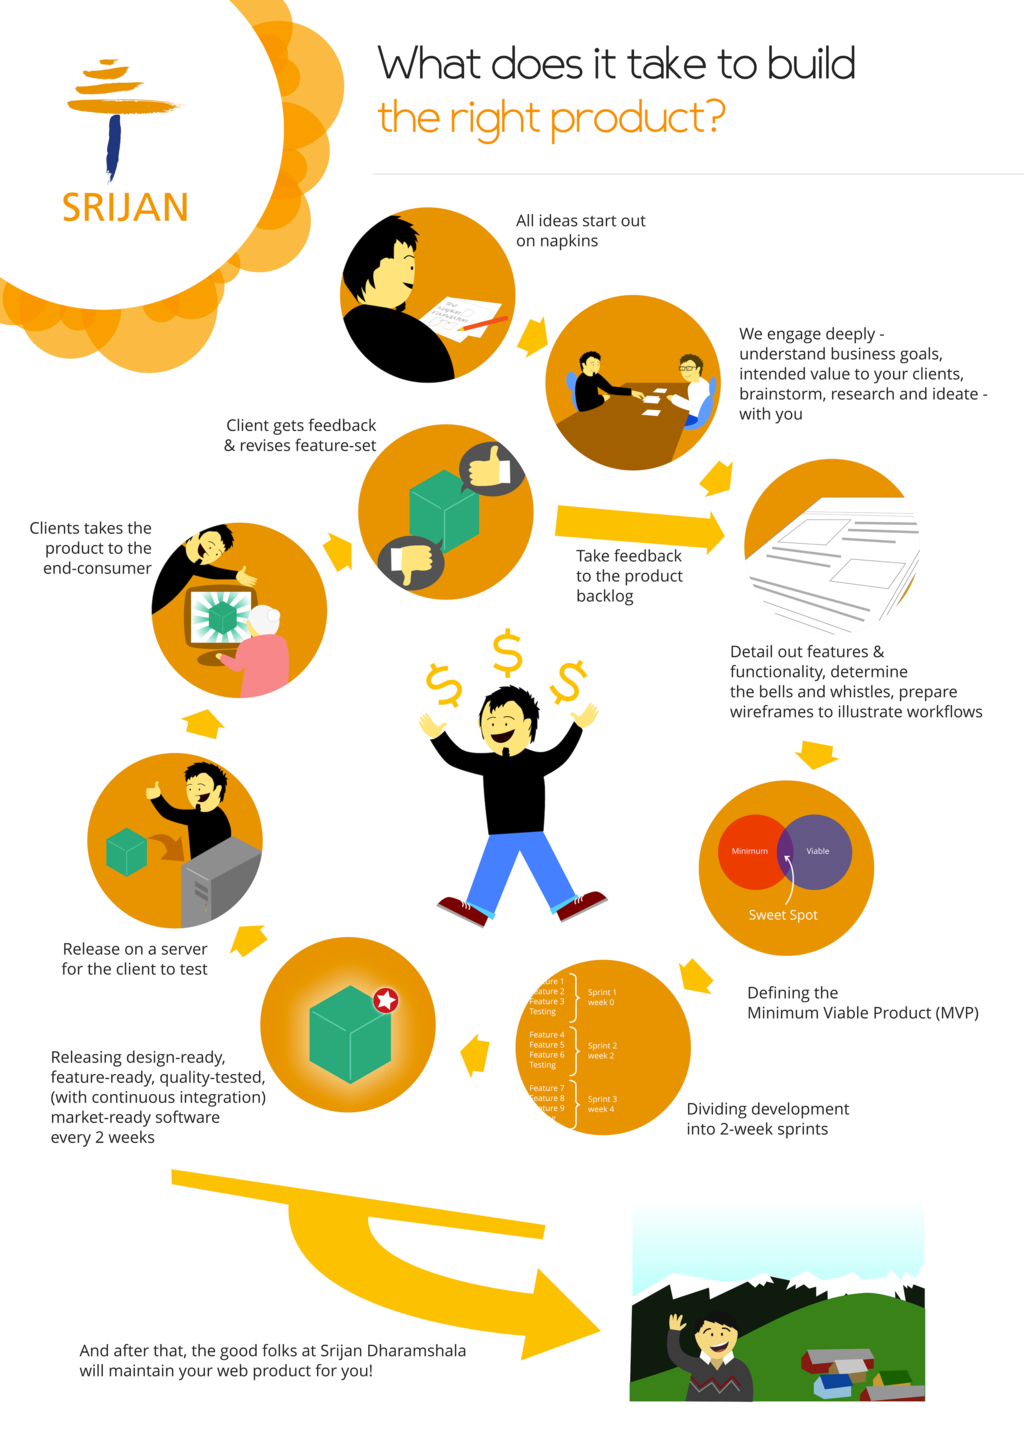 SRIJAN
What does it take to build
the right product?
All ideas start out
on napkins
We engage deeply -
understand business goals,
intended value to your clients,
brainstorm, research and ideate -
with you
Client gets feedback
& revises feature-set
Clients takes the
product to the
end-consumer
Take feedback
to the product
backlog
Detail out features &
functionality, determine
the bells and whistles, prepare
wireframes to illustrate workflows
Minimum
Viable
Sweet Spot
Defining the
Minimum Viable Product (MVP)
Release on a server
for the client to test
ure 1
eature 2
Feature 3
Testing
Sprint 1
week 0
Feature 4
Feature 5
Feature 6
Testing
Sprint 2
week 2
Feature 7
Feature 8
ture 9
Sprint 3
week 4
Dividing development
into 2-week sprints
Releasing design-ready,
feature-ready, quality-tested,
(with continuous integration)
market-ready software
every 2 weeks
And after that, the good folks at Srijan Dharamshala
will maintain your web product for you!